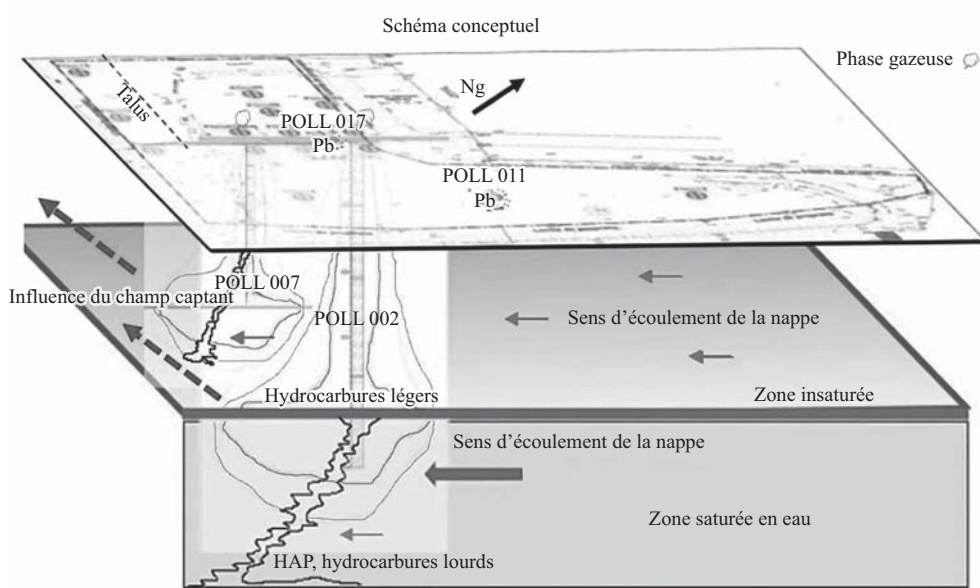 Schéma conceptuel
Phase gazeuse
Ng
Talus
POLL 017
Pb
POLL 011
Pb
POLL 007
Influence du champ captant
POLL 002
Sens d'écoulement de la nappe
Hydrocarbures légers
Zone insaturée
Sens d'écoulement de la nappe
Zone saturée en eau
HAP, hydrocarbures lourds